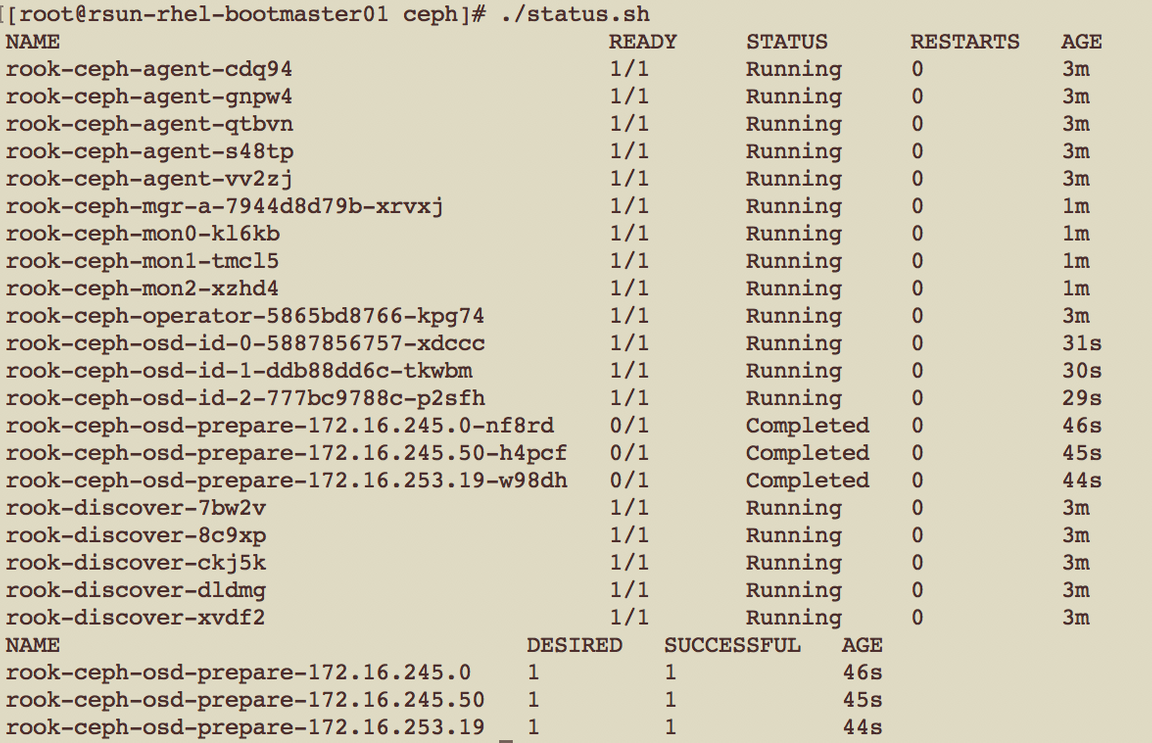 [[root@rsun-rhel-bootmaster01 ceph]# ./status.sh
NAME READY STATUS RESTARTS AGE
rook-ceph-agent-cdq94 1/1 Running 0 3m
rook-ceph-agent-gnpw4 1/1 Running 0 3m
rook-ceph-agent-qtbvn 1/1 Running 0 3m
rook-ceph-agent-s48tp 1/1 Running 0 3m
rook-ceph-agent-vv2zj 1/1 Running 0 3m
rook-ceph-mgr-a-7944d8d79b-xrvxj 1/1 Running 0 1m
rook-ceph-mon0-kl6kb 1/1 Running 0 1m
rook-ceph-mon1-tmcl5 1/1 Running 0 1m
rook-ceph-mon2-xzhd4 1/1 Running 0 1m
rook-ceph-operator-5865bd8766-kpg74 1/1 Running 0 3m
rook-ceph-osd-id-0-5887856757-xdccc 1/1 Running 0 31s
rook-ceph-osd-id-1-ddb88dd6c-tkwbm 1/1 Running 0 30s
rook-ceph-osd-id-2-777bc9788c-p2sfh 1/1 Running 0 29s
rook-ceph-osd-prepare-172.16.245.0-nf8rd 0/1 Completed 0 46s
rook-ceph-osd-prepare-172.16.245.50-h4pcf 0/1 Completed 0 45s
rook-ceph-osd-prepare-172.16.253.19-w98dh 0/1 Completed 0 44s
rook-discover-7bw2v 1/1 Running 0 3m
rook-discover-8c9xp 1/1 Running 0 3m
rook-discover-ckj5k 1/1 Running 0 3m
rook-discover-dldmg 1/1 Running 0 3m
rook-discover-xvdf2 1/1 Running 0 3m
NAME DESIRED SUCCESSFUL AGE
rook-ceph-osd-prepare-172.16.245.0 1 1 46s
rook-ceph-osd-prepare-172.16.245.50 1 1 45s
rook-ceph-osd-prepare-172.16.253.19 1 1 44s